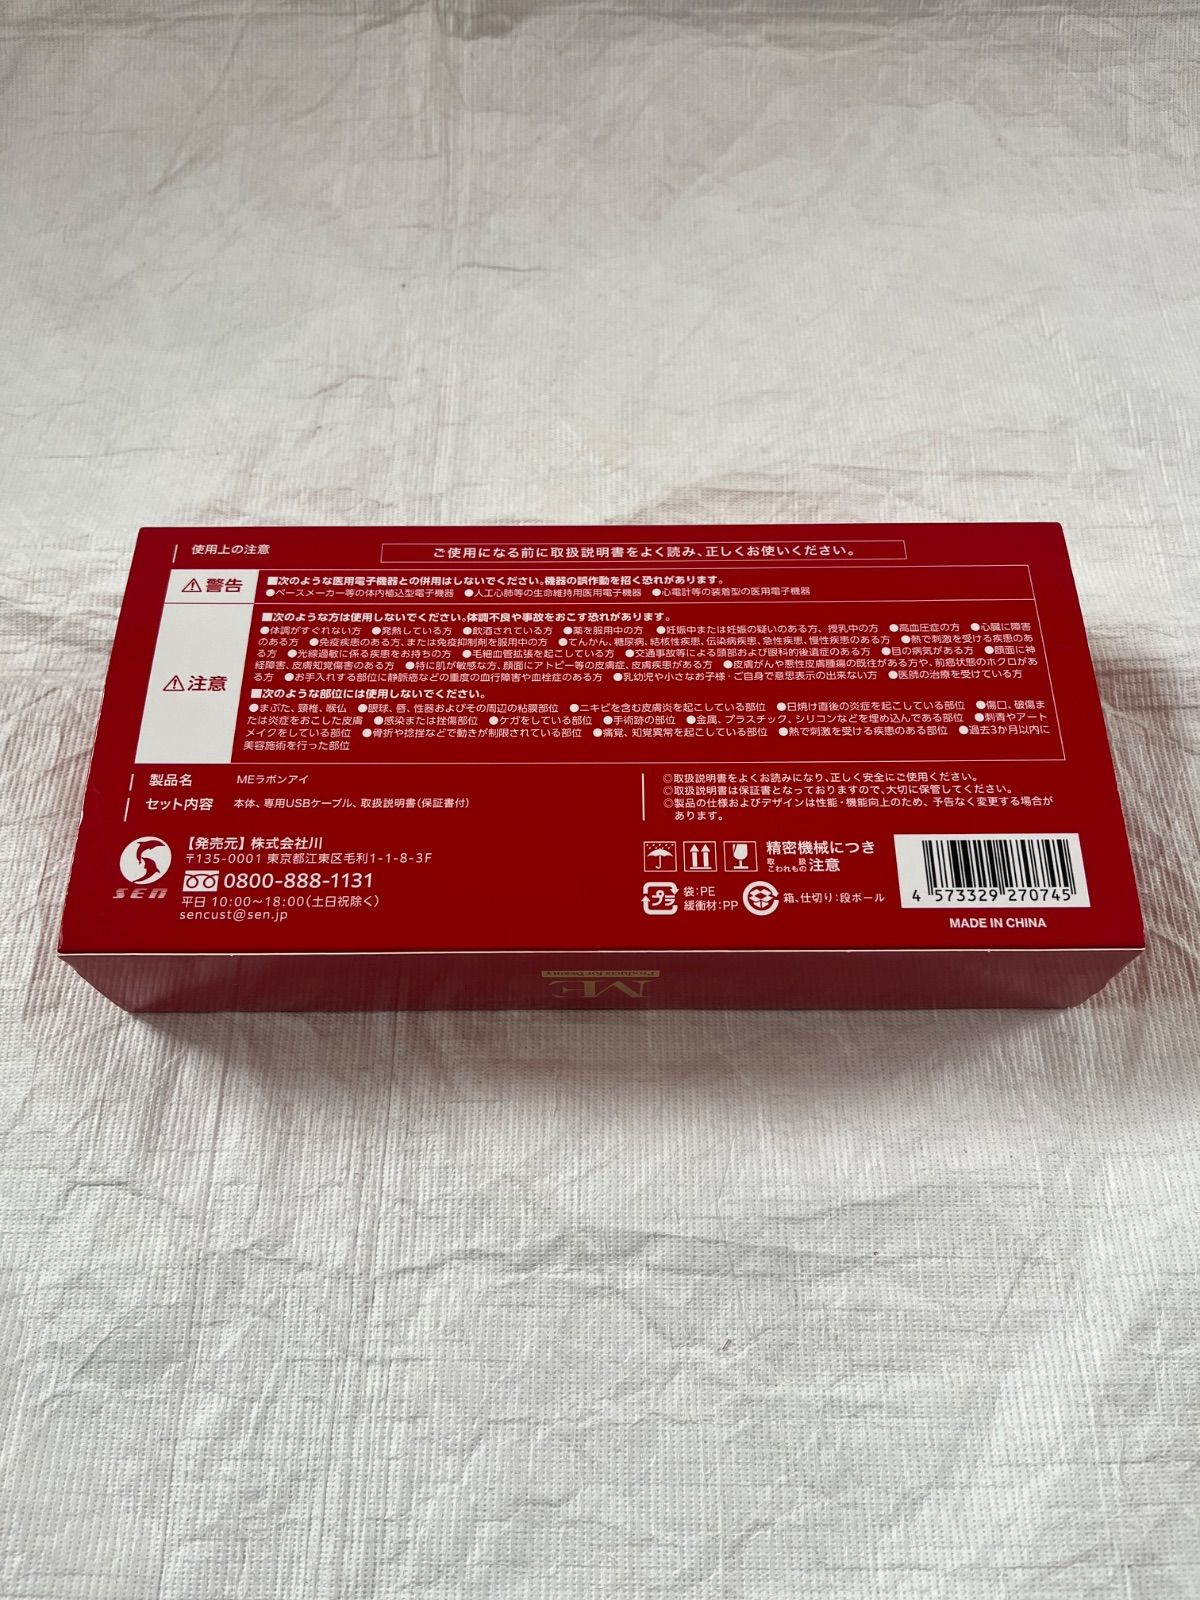 使用上の注意
ご使用になる前に取扱説明書をよく読み、正しくお使いください。
警告
■次のような医用電子機器との併用はしないでください。機器の誤作動を招く恐れがあります。
●ペースメーカー等の体内植込型電子機器 ●人工心肺等の生命維持用医用電子機器 ●心電計等の装着型の医用電子機器
注意
■次のような方は使用しないでください。体調不良や事故をおこす恐れがあります。
●体調がすぐれない方 ●発熱している方 ●飲酒されている方 ●薬を服用中の方 ●妊娠中または妊娠の疑いのある方、授乳中の方 ●高血圧症の方 ●心臓に障害
のある方 ●免疫疾患のある方、または免疫抑制剤を服用中の方 ●てんかん、糖尿病、結核性疾患、伝染病疾患、急性疾患、慢性疾患のある方 ●熱で刺激を受ける疾患のあ
る方 ●光線過敏に係る疾患をお持ちの方 ●毛細血管拡張を起こしている方 ●交通事故等による頭部および眼科的後遺症のある方 ●目の病気がある方 ●顔面に神
経障害、皮膚知覚傷害のある方 ●特に肌が敏感な方、顔面にアトピー等の皮膚症、皮膚疾患がある方 ●皮膚がんや悪性皮膚腫瘍の既往がある方や、前癌状態のホクロがあ
る方 ●お手入れする部位に静脈癌などの重度の血行障害や血栓症のある方 ●乳幼児や小さなお子様・ご自身で意思表示の出来ない方 ●医師の治療を受けている方
■次のような部位には使用しないでください。
●まぶた、頸椎、喉仏 ●眼球、唇、性器およびその周辺の粘膜部位 ●ニキビを含む皮膚炎を起こしている部位 ●日焼け直後の炎症を起こしている部位 ●傷口、破傷ま
たは炎症をおこした皮膚 ●感染または挫傷部位 ●ケガをしている部位 ●手術跡の部位 ●金属、プラスチック、シリコンなどを埋め込んである部位 ●刺青やアート
メイクをしている部位 ●骨折や捻挫などで動きが制限されている部位 ●痛覚、知覚異常を起こしている部位 ●熱で刺激を受ける疾患のある部位 ●過去3か月以内に
美容施術を行った部位
製品名 MEラボンアイ
セット内容 本体、専用USBケーブル、取扱説明書(保証書付)
◎取扱説明書をよくお読みになり、正しく安全にご使用ください。
◎取扱説明書は保証書となっておりますので、大切に保管してください。
◎製品の仕様およびデザインは性能・機能向上のため、予告なく変更する場合が
あります。
SEN
【発売元】株式会社川
〒135-0001 東京都江東区毛利1-1-8-3F
0800-888-1131
平日 10:00〜18:00(土日祝除く)
sencust@sen.jp
精密機械につき
取扱注意
こわれもの
プラ
袋:PE
緩衝材:PP
箱、仕切り:段ボール
4 573329 270745
MADE IN CHINA
ME
Products for Beauty